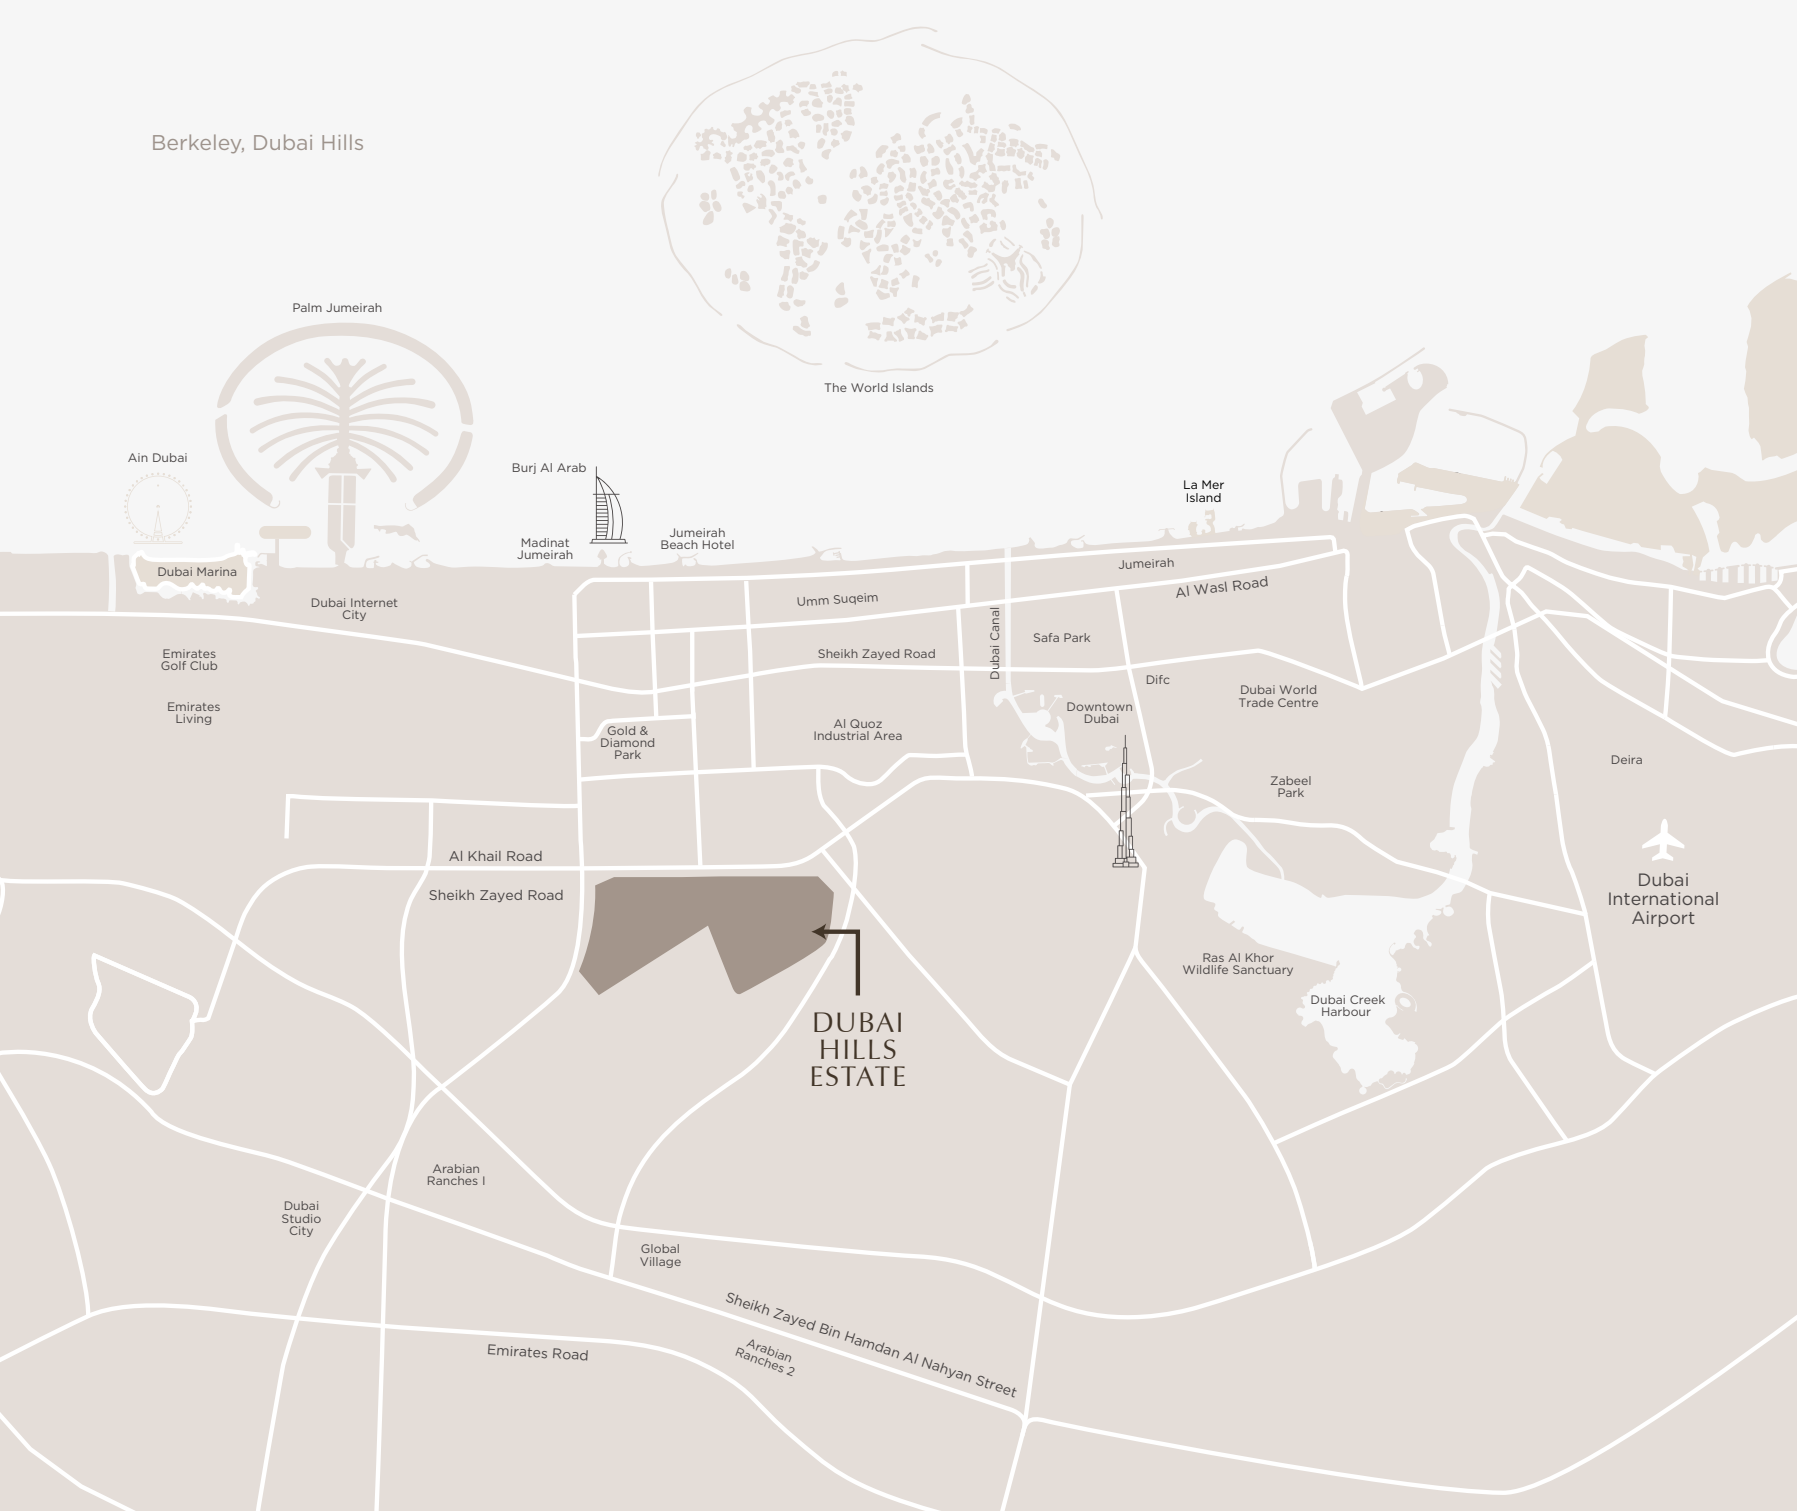 Berkeley, Dubai Hills
Palm Jumeirah
The World Islands
Ain Dubai
Burj Al Arab
La Mer
Island
Madinat
Jumeirah
Jumeirah
Beach Hotel
Dubai Marina
Jumeirah
Al Wasl Road
Dubai Internet
City
Umm Suqeim
Dubai Canal
Safa Park
Emirates
Golf Club
Sheikh Zayed Road
Difc
Dubai World
Trade Centre
Emirates
Living
Downtown
Dubai
Gold &
Diamond
Park
Al Quoz
Industrial Area
Deira
Zabeel
Park
Al Khail Road
Sheikh Zayed Road
Dubai
International
Airport
Ras Al Khor
Wildlife Sanctuary
Dubai Creek
Harbour
DUBAI
HILLS
ESTATE
Arabian
Ranches I
Dubai
Studio
City
Global
Village
Sheikh Zayed Bin Hamdan Al Nahyan Street
Emirates Road
Arabian
Ranches 2